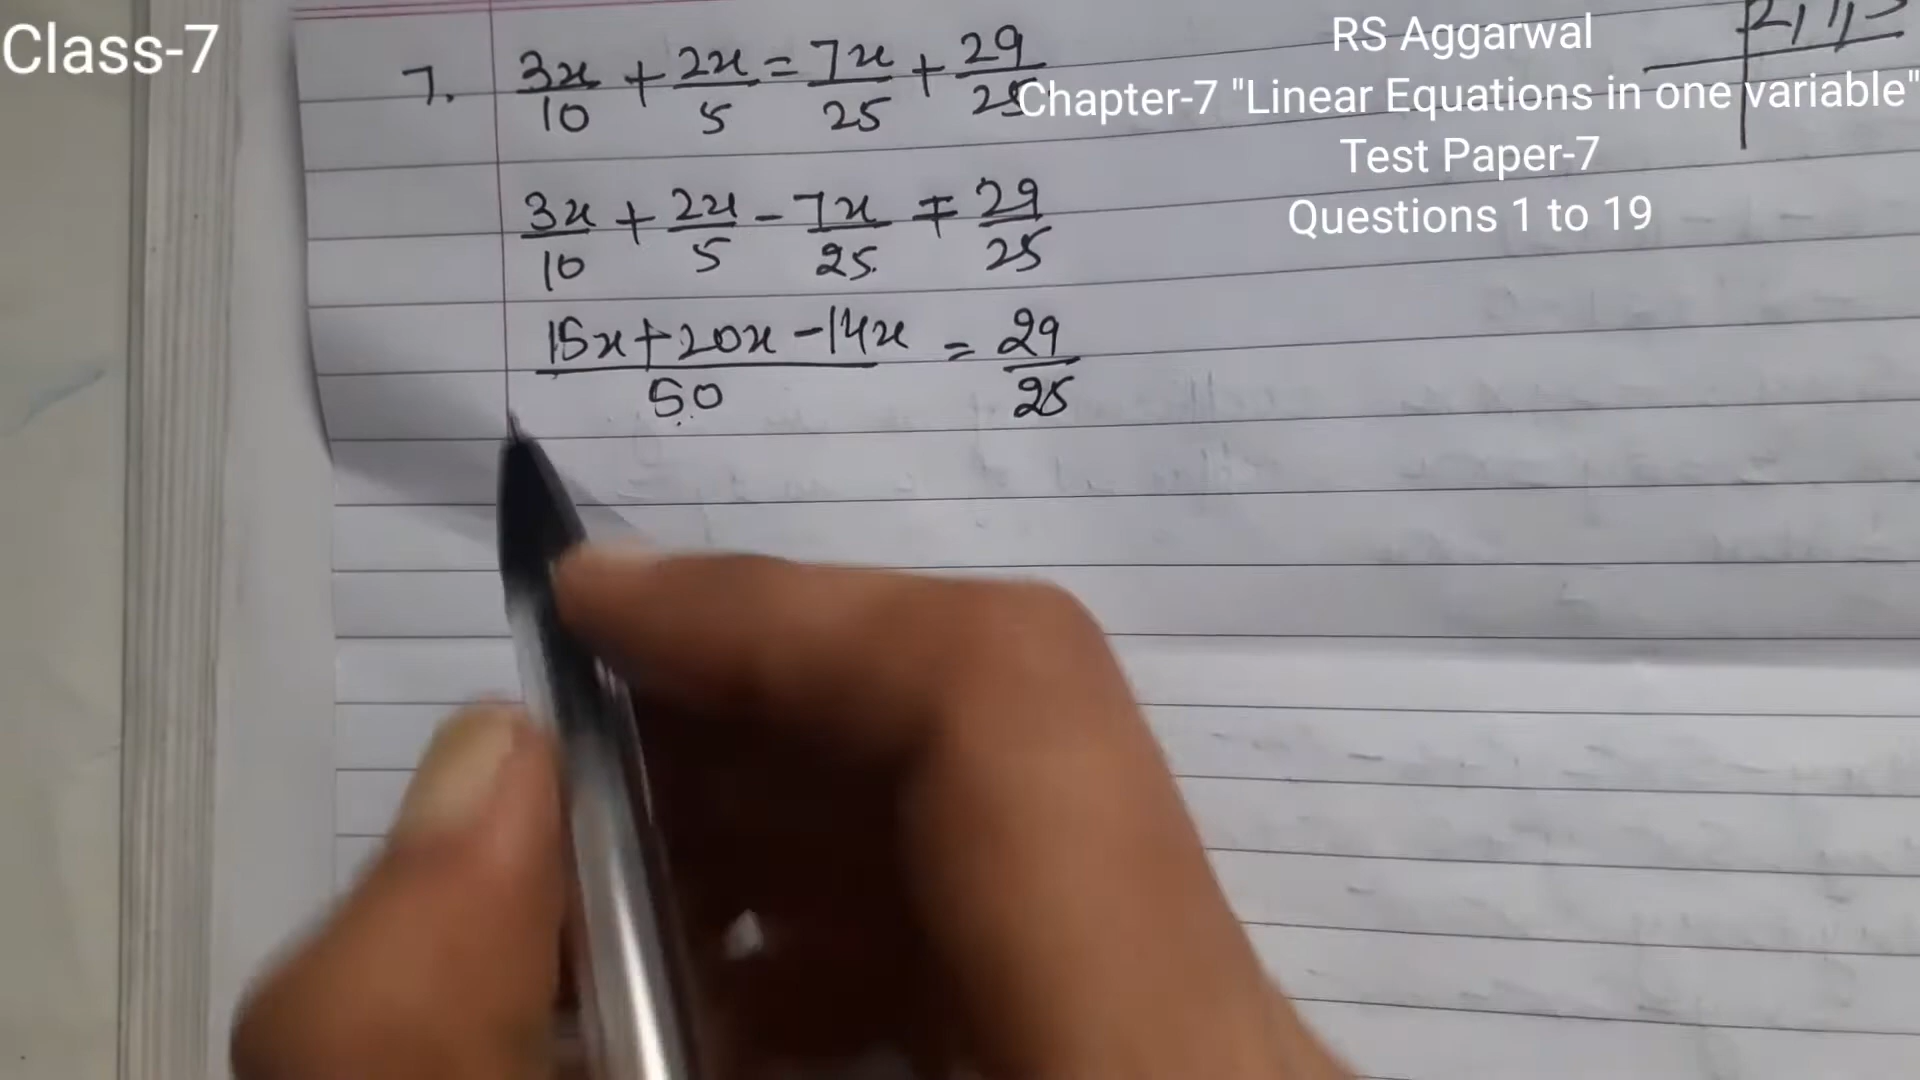 Class-7
RS Aggarwal
Chapter-7 "Linear Equations in one variable"
Test Paper-7
Questions 1 to 19
7. 3x/10 + 2x/5 = 7x/25 + 29/25
3x/10 + 2x/5 - 7x/25 = 29/25
15x+20x-14x/50 = 29/25